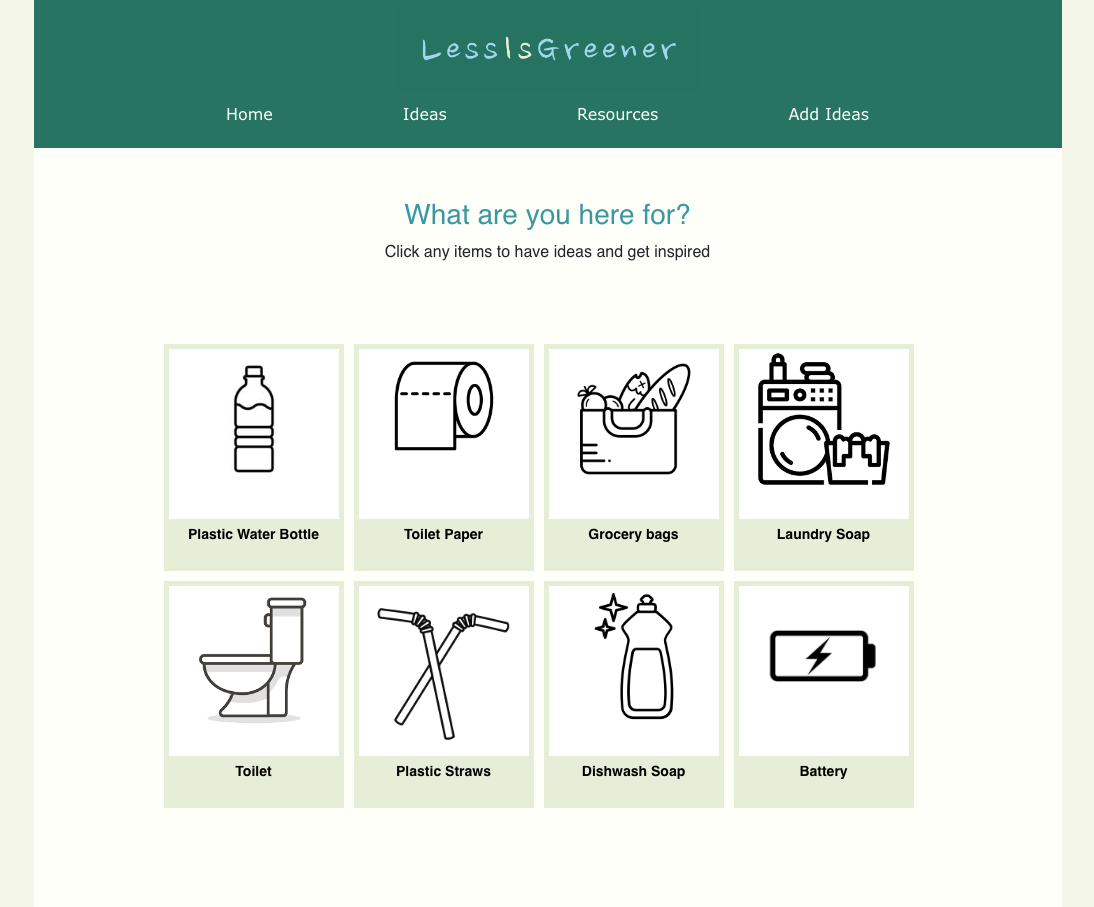 LessIsGreener
Home Ideas Resources Add Ideas
What are you here for?
Click any items to have ideas and get inspired
Plastic Water Bottle Toilet Paper Grocery bags Laundry Soap
Toilet Plastic Straws Dishwash Soap Battery